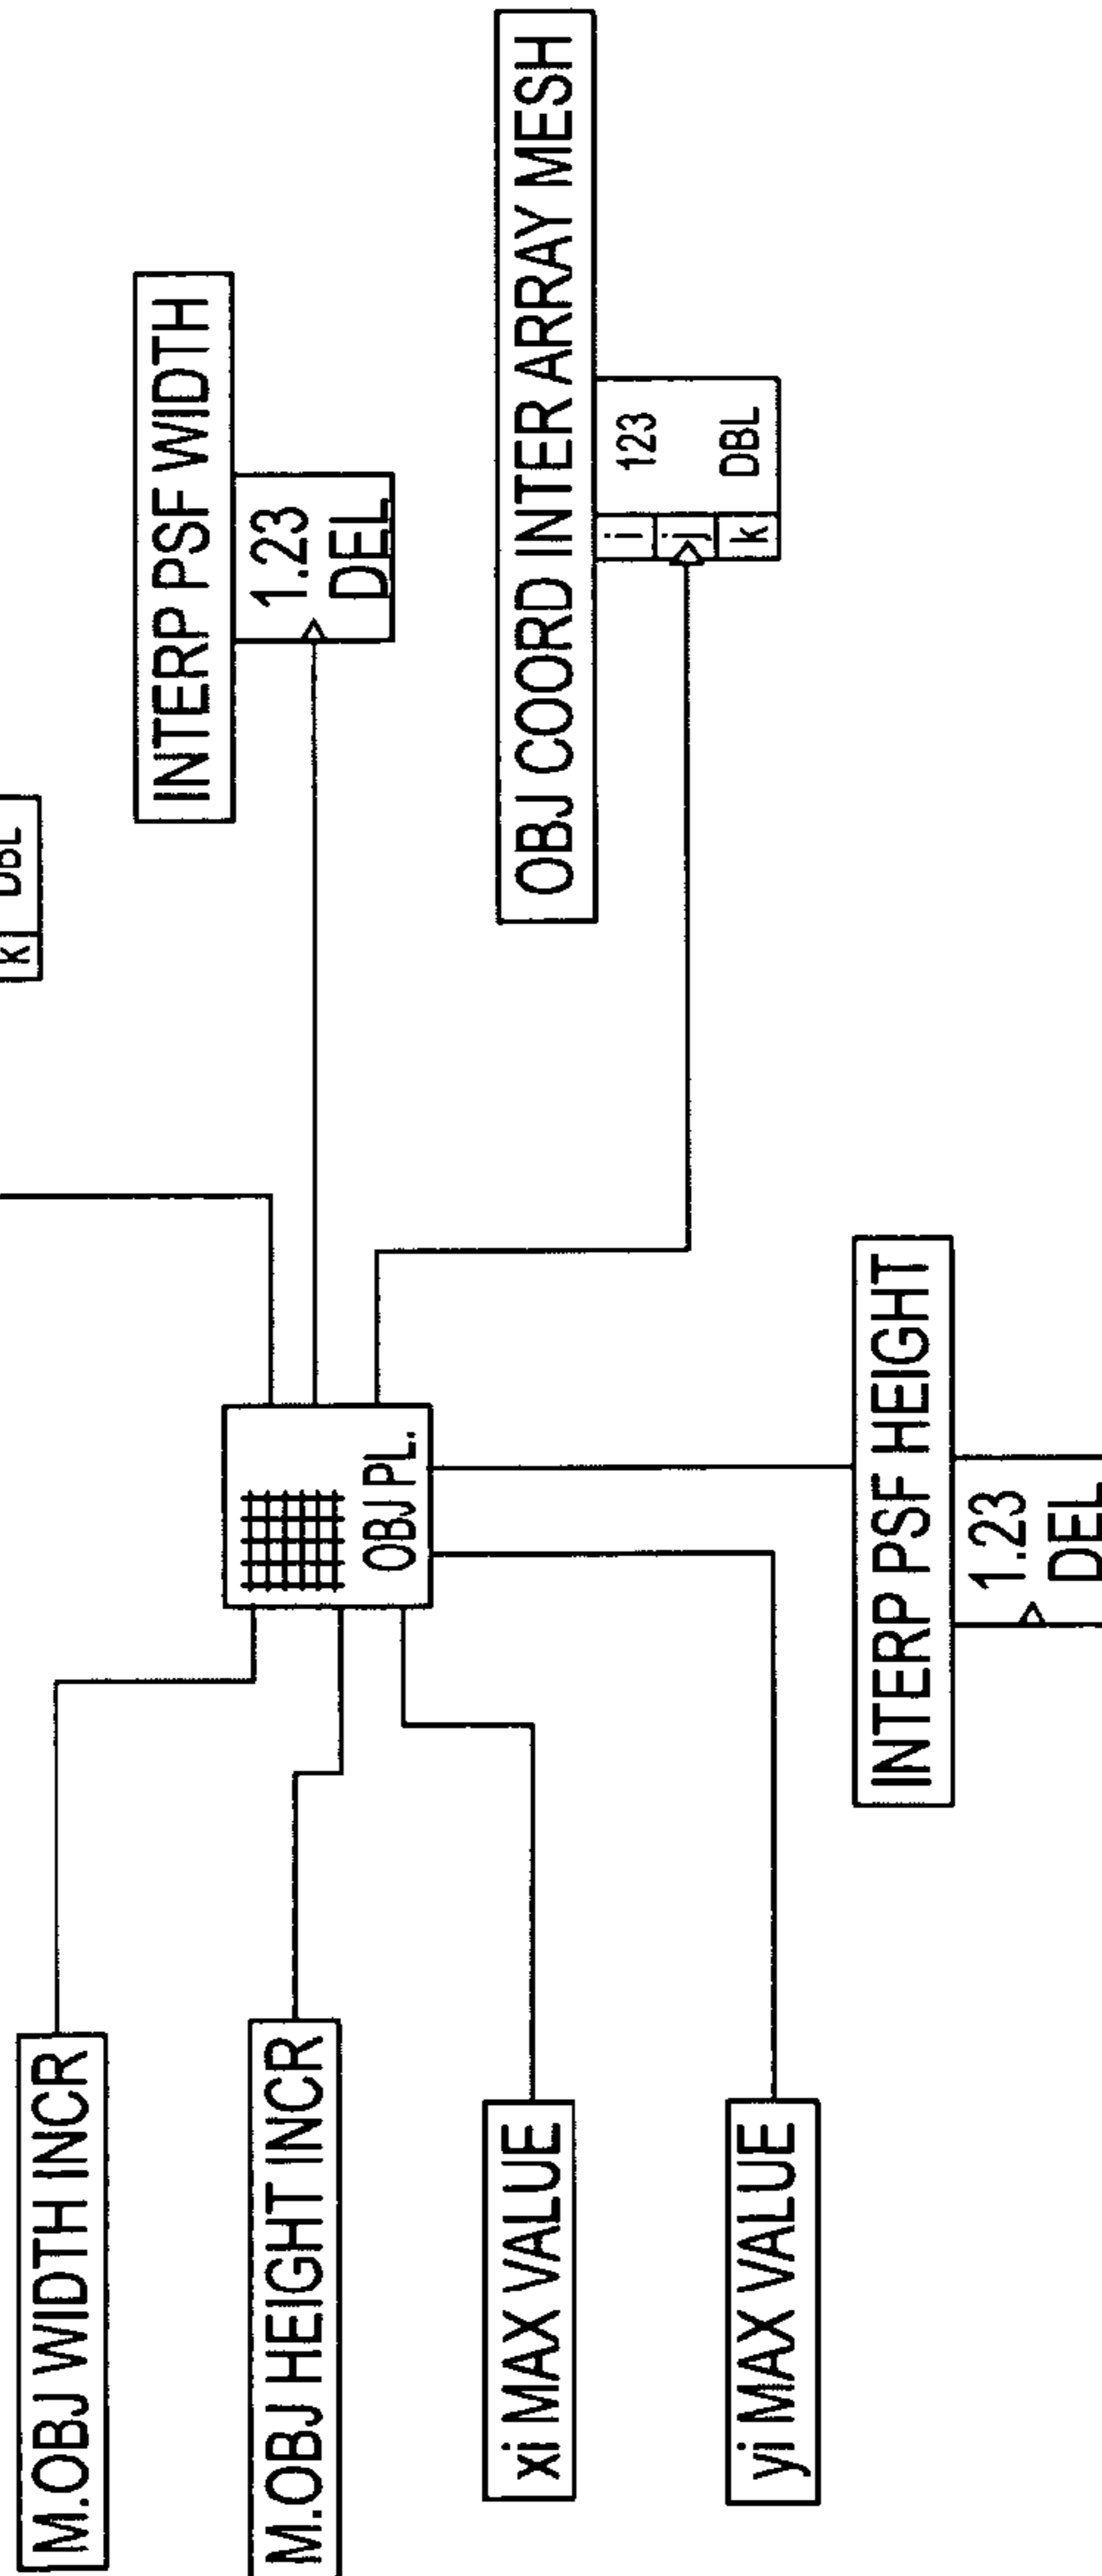 k DBL
INTERP PSF WIDTH
1.23
DEL
OBJ COORD INTER ARRAY MESH
i
j
k
123
DBL
OBJ PL.
INTERP PSF HEIGHT
1.23
DEL
M.OBJ WIDTH INCR
M.OBJ HEIGHT INCR
xi MAX VALUE
yi MAX VALUE